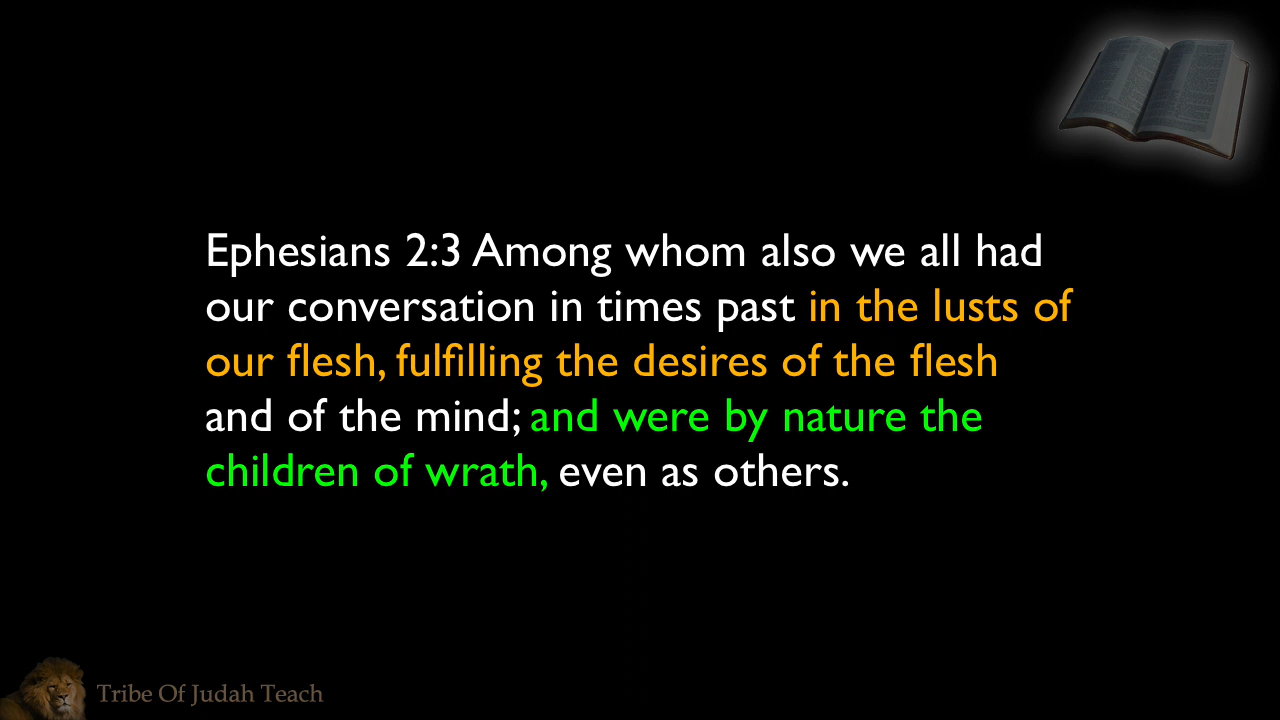 Ephesians 2:3 Among whom also we all had
our conversation in times past in the lusts of
our flesh, fulfilling the desires of the flesh
and of the mind; and were by nature the
children of wrath, even as others.
Tribe Of Judah Teach